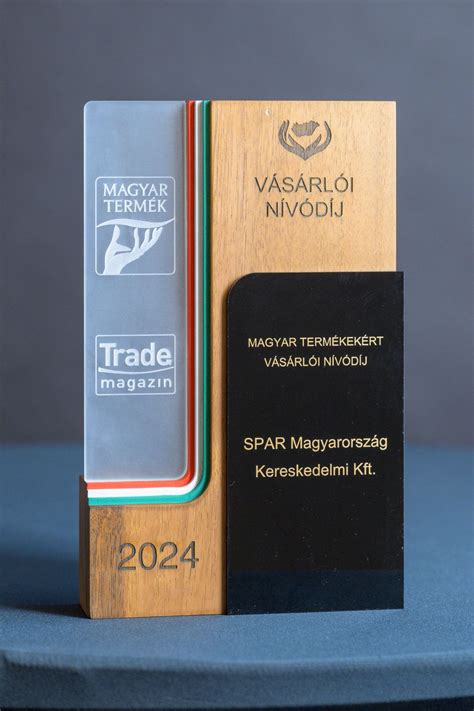 MAGYAR
TERMÉK
Trade
magazin
VÁSÁRLÓI
NÍVÓDÍJ
MAGYAR TERMÉKEKÉRT
VÁSÁRLÓI NÍVÓDÍJ
SPAR Magyarország
Kereskedelmi Kft.
2024